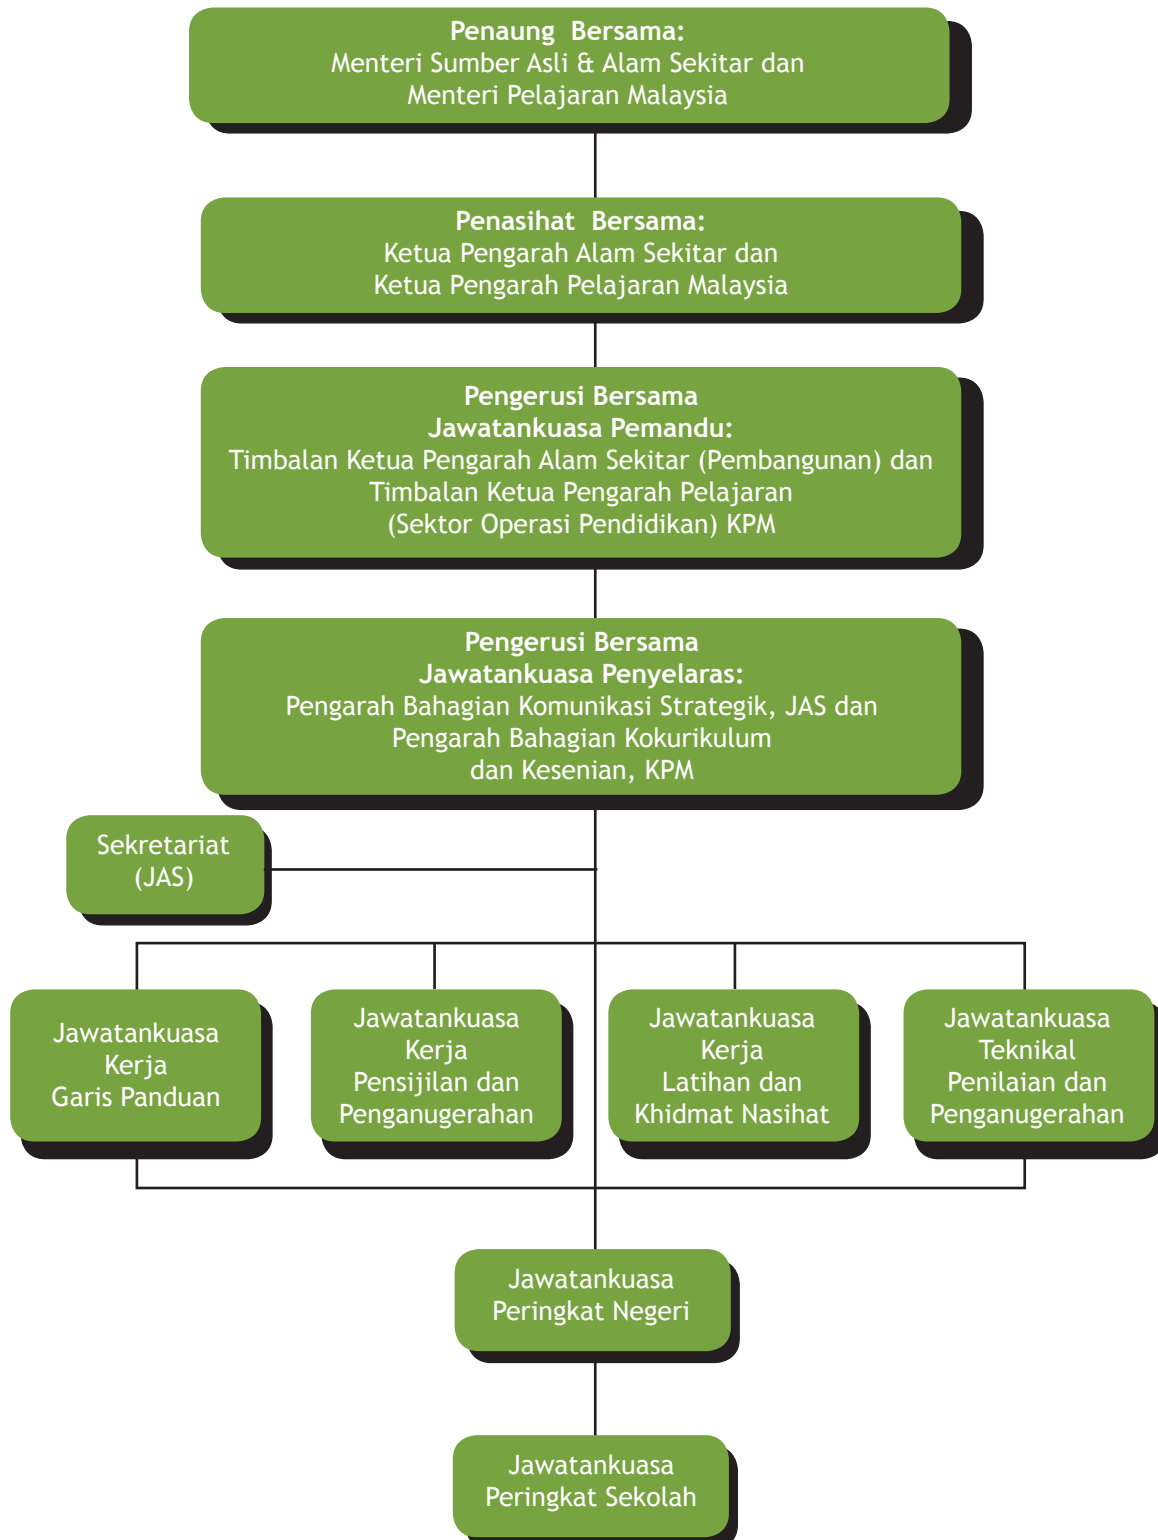 Penaung Bersama:
Menteri Sumber Asli & Alam Sekitar dan
Menteri Pelajaran Malaysia
Penasihat Bersama:
Ketua Pengarah Alam Sekitar dan
Ketua Pengarah Pelajaran Malaysia
Pengerusi Bersama
Jawatankuasa Pemandu:
Timbalan Ketua Pengarah Alam Sekitar (Pembangunan) dan
Timbalan Ketua Pengarah Pelajaran
(Sektor Operasi Pendidikan) KPM
Pengerusi Bersama
Jawatankuasa Penyelaras:
Pengarah Bahagian Komunikasi Strategik, JAS dan
Pengarah Bahagian Kokurikulum
dan Kesenian, KPM
Sekretariat
(JAS)
Jawatankuasa
Kerja
Garis Panduan
Jawatankuasa
Kerja
Pensijilan dan
Penganugerahan
Jawatankuasa
Kerja
Latihan dan
Khidmat Nasihat
Jawatankuasa
Teknikal
Penilaian dan
Penganugerahan
Jawatankuasa
Peringkat Negeri
Jawatankuasa
Peringkat Sekolah